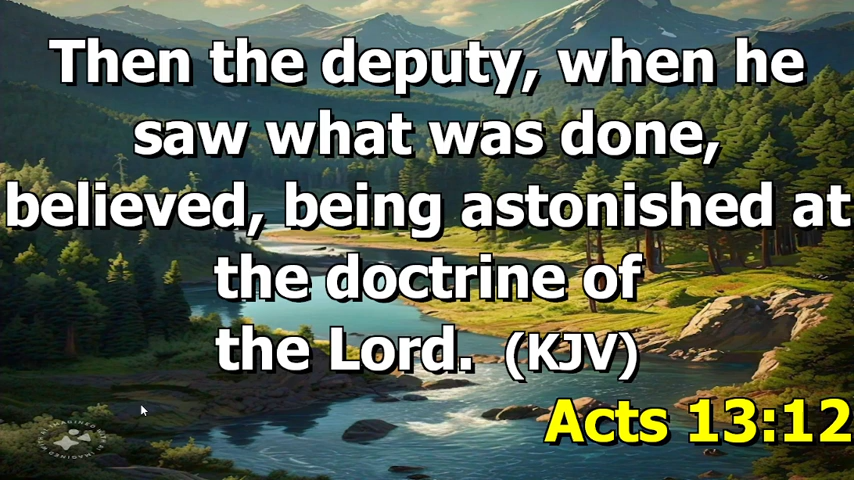 Then the deputy, when he
saw what was done,
believed, being astonished at
the doctrine of
the Lord. (KJV)
Acts 13:12